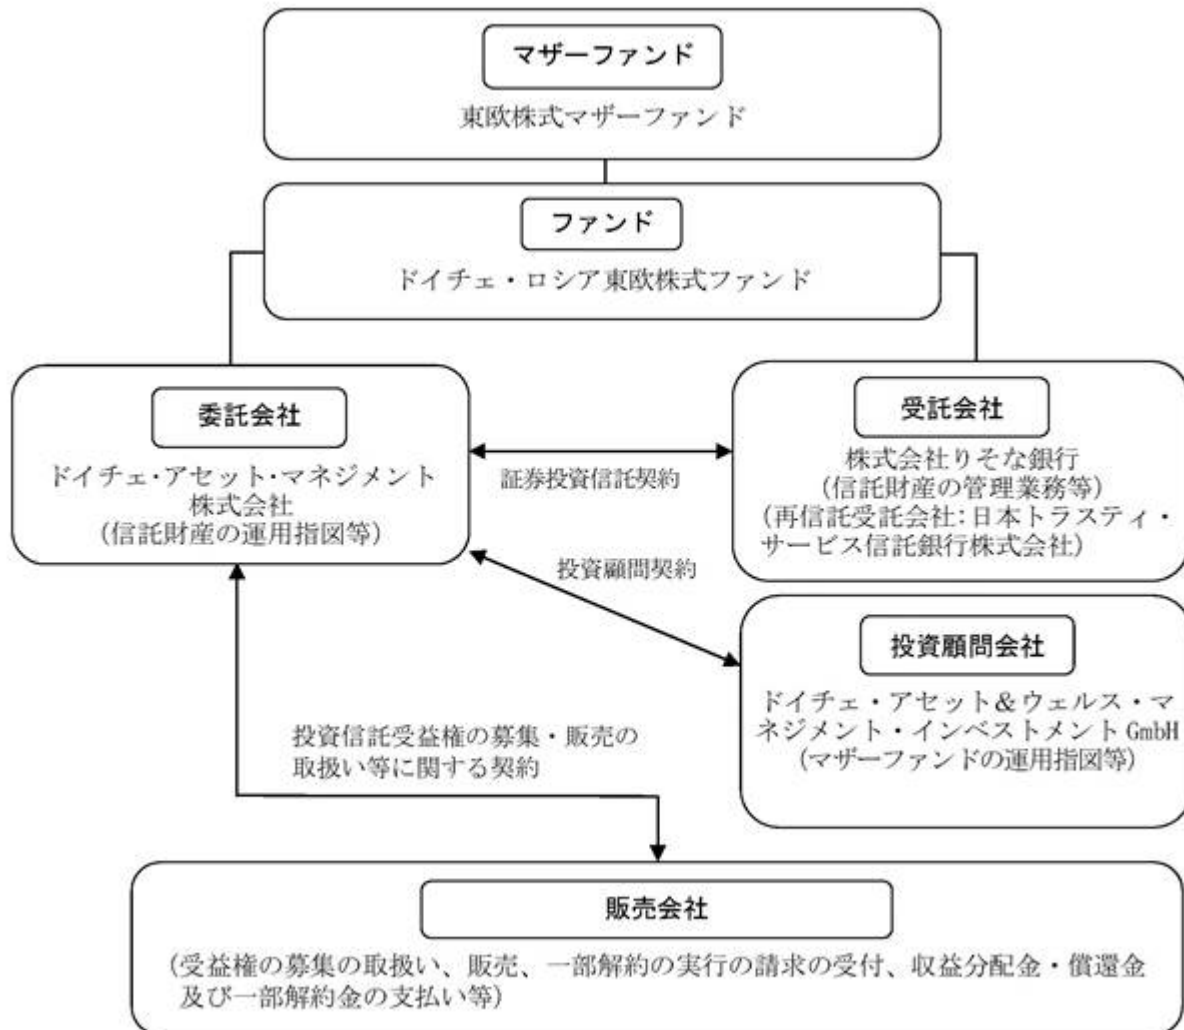 マザーファンド
東欧株式マザーファンド
ファンド
ドイチェ・ロシア東欧株式ファンド
委託会社
ドイチェ・アセット・マネジメント
株式会社
(信託財産の運用指図等)
証券投資信託契約
受託会社
株式会社りそな銀行
(信託財産の管理業務等)
(再信託受託会社:日本トラスティ・
サービス信託銀行株式会社)
投資顧問契約
投資顧問会社
ドイチェ・アセット&ウェルス・マ
ネジメント・インベストメント GmbH
(マザーファンドの運用指図等)
投資信託受益権の募集・販売の
取扱い等に関する契約
販売会社
(受益権の募集の取扱い、販売、一部解約の実行の請求の受付、収益分配金・償還金
及び一部解約金の支払い等)